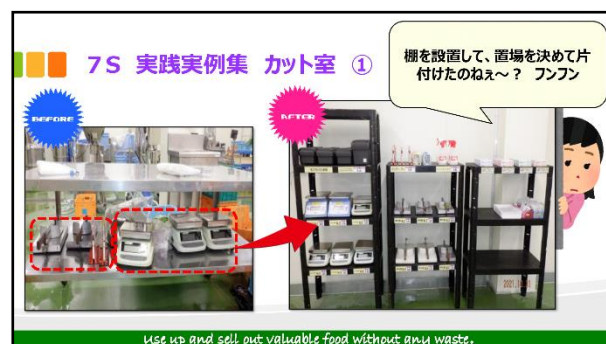 7S 実践実例集 カット室 ①
棚を設置して、置場を決めて片
付けたのねぇ～？ フンフン
BEFORE
AFTER
Use up and sell out valuable food without any waste.